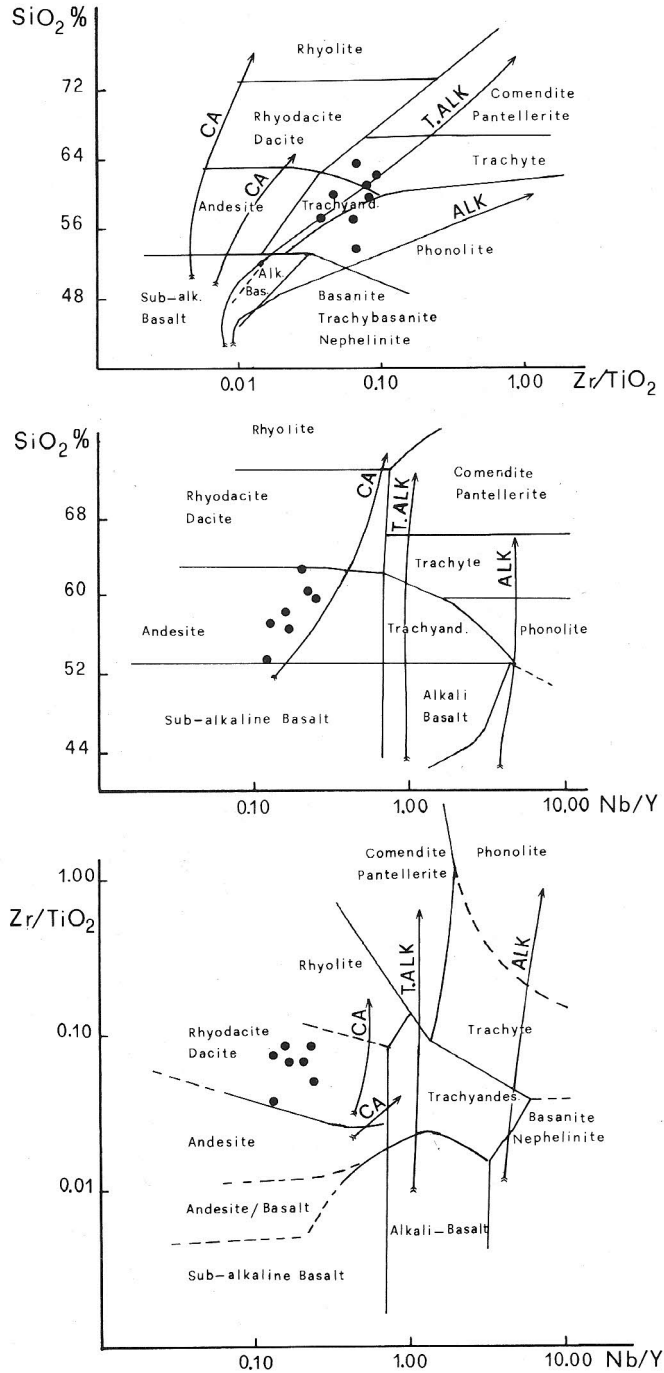 SiO2 %
Rhyolite
72
Comendite
Pantellerite
T.ALK
CA
Rhyodacite
Dacite
64
Trachyte
CA
Andesite
Trachyand.
ALK
56
Phonolite
Alk.
Bas.
Sub-alk.
Basalt
Basanite
Trachybasanite
Nephelinite
48
0.01
0.10
1.00
Zr/TiO2
SiO2 %
Rhyolite
CA
T.ALK
Comendite
Pantellerite
Rhyodacite
Dacite
68
Trachyte
ALK
60
Andesite
Trachyand.
Phonolite
52
Alkali
Basalt
Sub-alkaline Basalt
44
0.10
1.00
10.00
Nb/Y
Comendite
Pantellerite
Phonolite
1.00
Zr/TiO2
T.ALK
ALK
Rhyolite
CA
0.10
Rhyodacite
Dacite
Trachyte
Trachyandes.
CA
Basanite
Nephelinite
Andesite
0.01
Andesite/Basalt
Alkali-Basalt
Sub-alkaline Basalt
0.10
1.00
10.00
Nb/Y